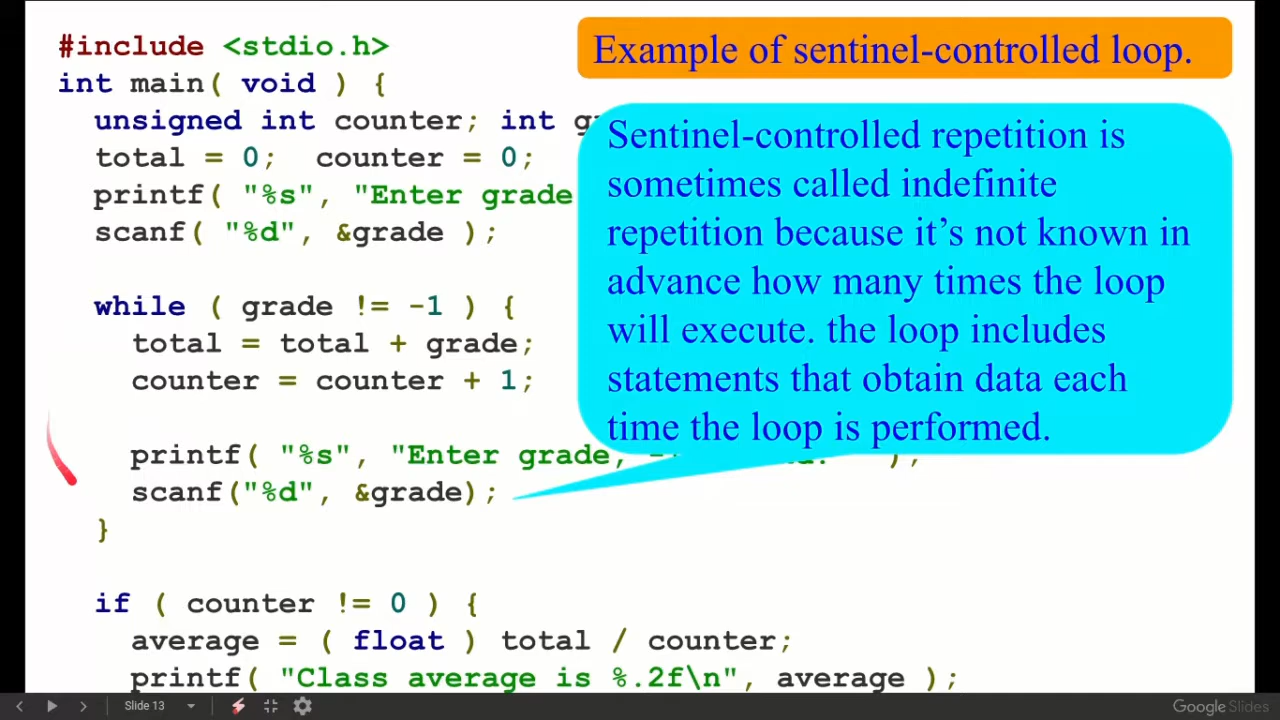 #include <stdio.h>
Example of sentinel-controlled loop.
int main( void ) {
unsigned int counter; int
total = 0; counter = 0;
printf( "%s", "Enter grade
scanf( "%d", &grade );
Sentinel-controlled repetition is
sometimes called indefinite
repetition because it’s not known in
advance how many times the loop
will execute. the loop includes
statements that obtain data each
time the loop is performed.
while ( grade != -1 ) {
total = total + grade;
counter = counter + 1;
printf( "%s", "Enter grade, " );
scanf("%d", &grade);
}
if ( counter != 0 ) {
average = ( float ) total / counter;
printf( "Class average is %.2f\n", average );
Slide 13
Google Slides